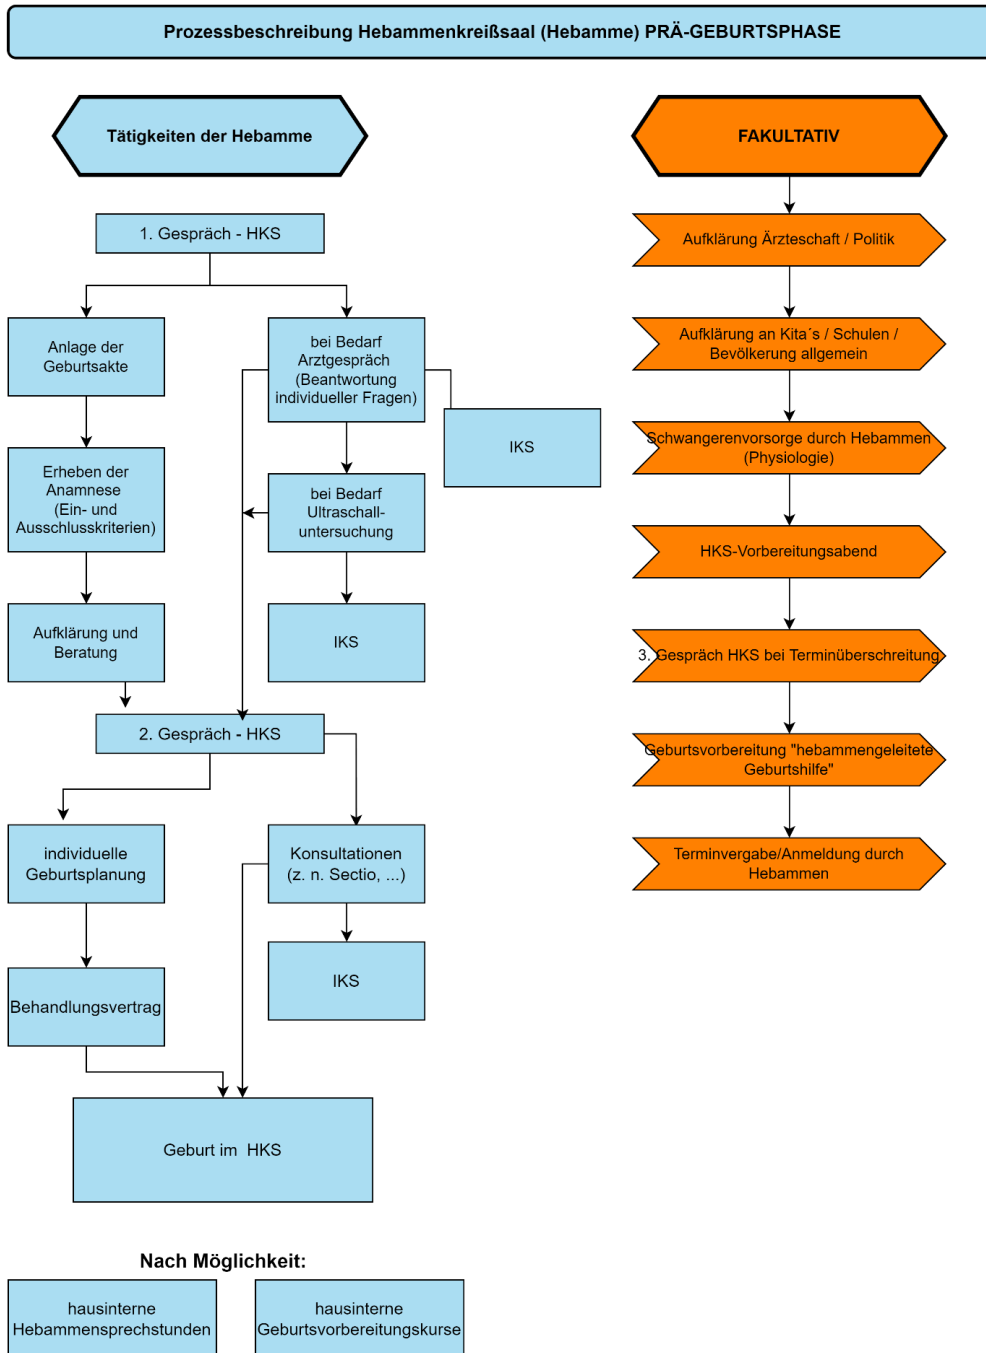 Prozessbeschreibung Hebammenkreißsaal (Hebamme) PRÄ-GEBURTSPHASE
Tätigkeiten der Hebamme
1. Gespräch - HKS
Anlage der
Geburtsakte
Erheben der
Anamnese
(Ein- und
Ausschlusskriterien)
Aufklärung und
Beratung
bei Bedarf
Arztgespräch
(Beantwortung
individueller Fragen)
IKS
bei Bedarf
Ultraschall-
untersuchung
IKS
2. Gespräch - HKS
individuelle
Geburtsplanung
Behandlungsvertrag
Konsultationen
(z. n. Sectio, ...)
IKS
Geburt im HKS
Nach Möglichkeit:
hausinterne
Hebammensprechstunden
hausinterne
Geburtsvorbereitungskurse
FAKULTATIV
Aufklärung Ärzteschaft / Politik
Aufklärung an Kita´s / Schulen /
Bevölkerung allgemein
Schwangerenvorsorge durch Hebammen
(Physiologie)
HKS-Vorbereitungsabend
3. Gespräch HKS bei Terminüberschreitung
Geburtsvorbereitung "hebammengeleitete
Geburtshilfe"
Terminvergabe/Anmeldung durch
Hebammen